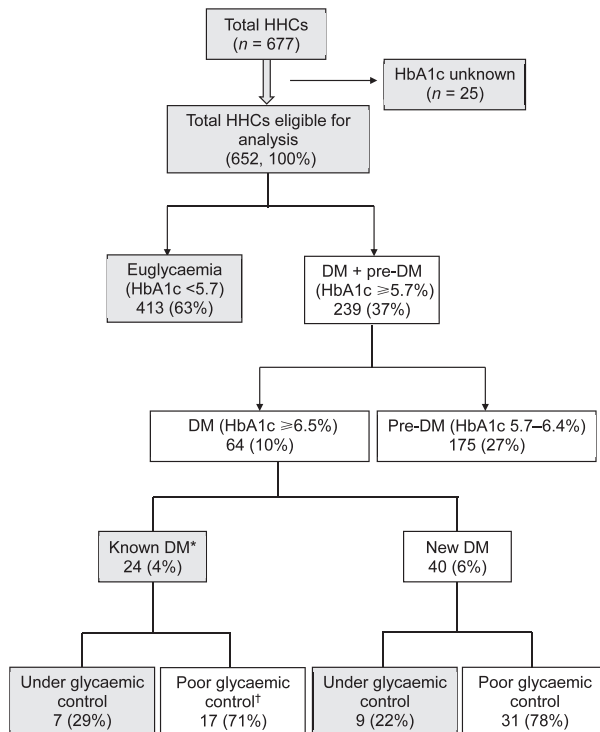 Total HHCs
(n = 677)
HbA1c unknown
(n = 25)
Total HHCs eligible for
analysis
(652, 100%)
Euglycaemia
(HbA1c <5.7)
413 (63%)
DM + pre-DM
(HbA1c ⩾5.7%)
239 (37%)
DM (HbA1c ⩾6.5%)
64 (10%)
Pre-DM (HbA1c 5.7–6.4%)
175 (27%)
Known DM*
24 (4%)
New DM
40 (6%)
Under glycaemic
control
7 (29%)
Poor glycaemic
control†
17 (71%)
Under glycaemic
control
9 (22%)
Poor glycaemic
control
31 (78%)